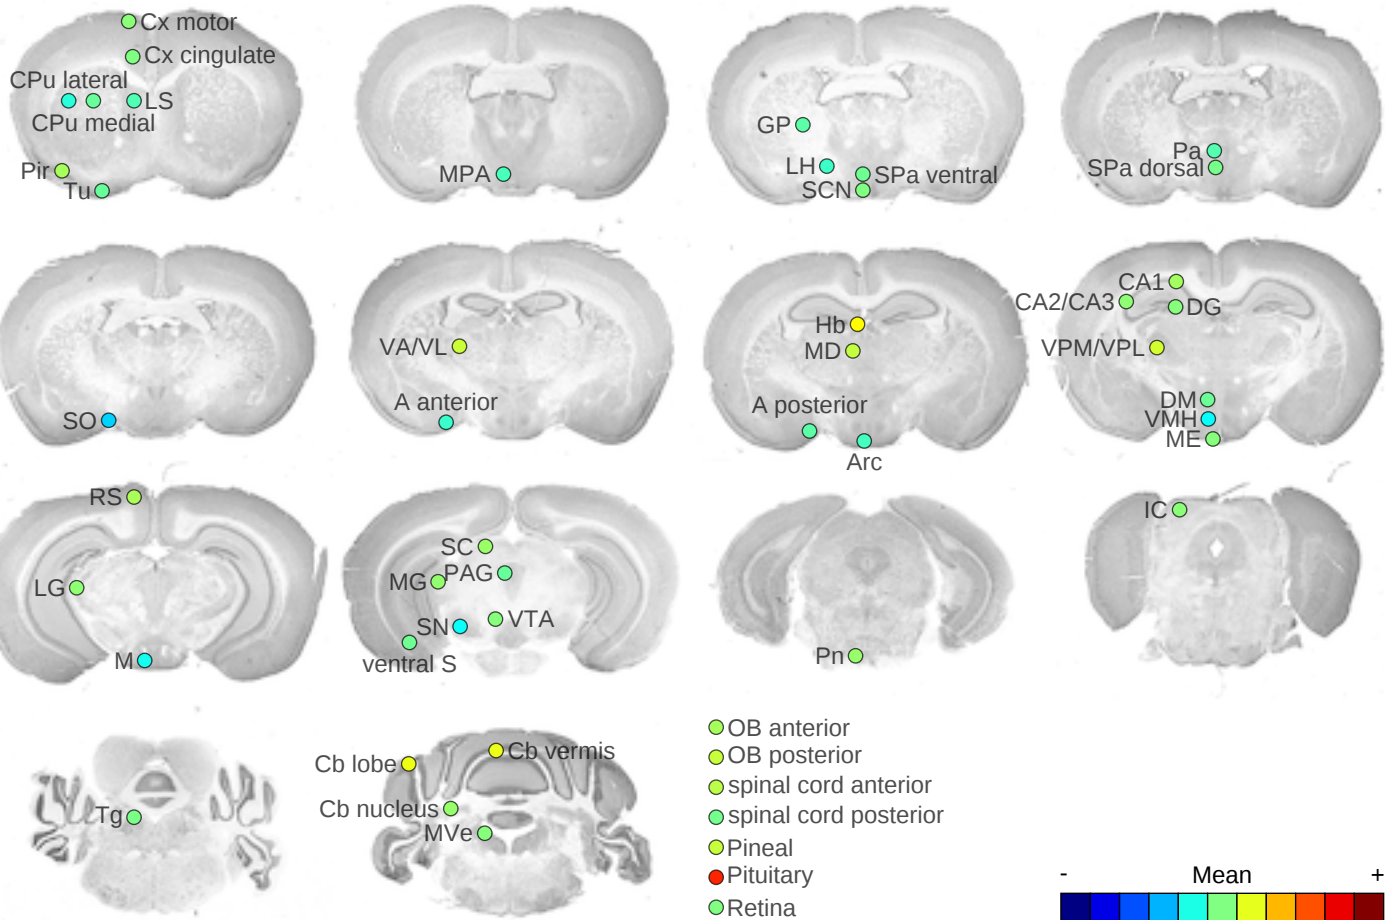 Cx motor
Cx cingulate
CPu lateral
LS
CPu medial
Pir
Tu
MPA
GP
LH
SPa ventral
SCN
Pa
SPa dorsal
SO
VA/VL
A anterior
Hb
MD
A posterior
Arc
CA1
CA2/CA3
DG
VPM/VPL
DM
VMH
ME
RS
LG
M
SC
PAG
MG
VTA
SN
ventral S
Pn
IC
Tg
Cb vermis
Cb lobe
Cb nucleus
MVe
OB anterior
OB posterior
spinal cord anterior
spinal cord posterior
Pineal
Pituitary
Retina
- Mean +